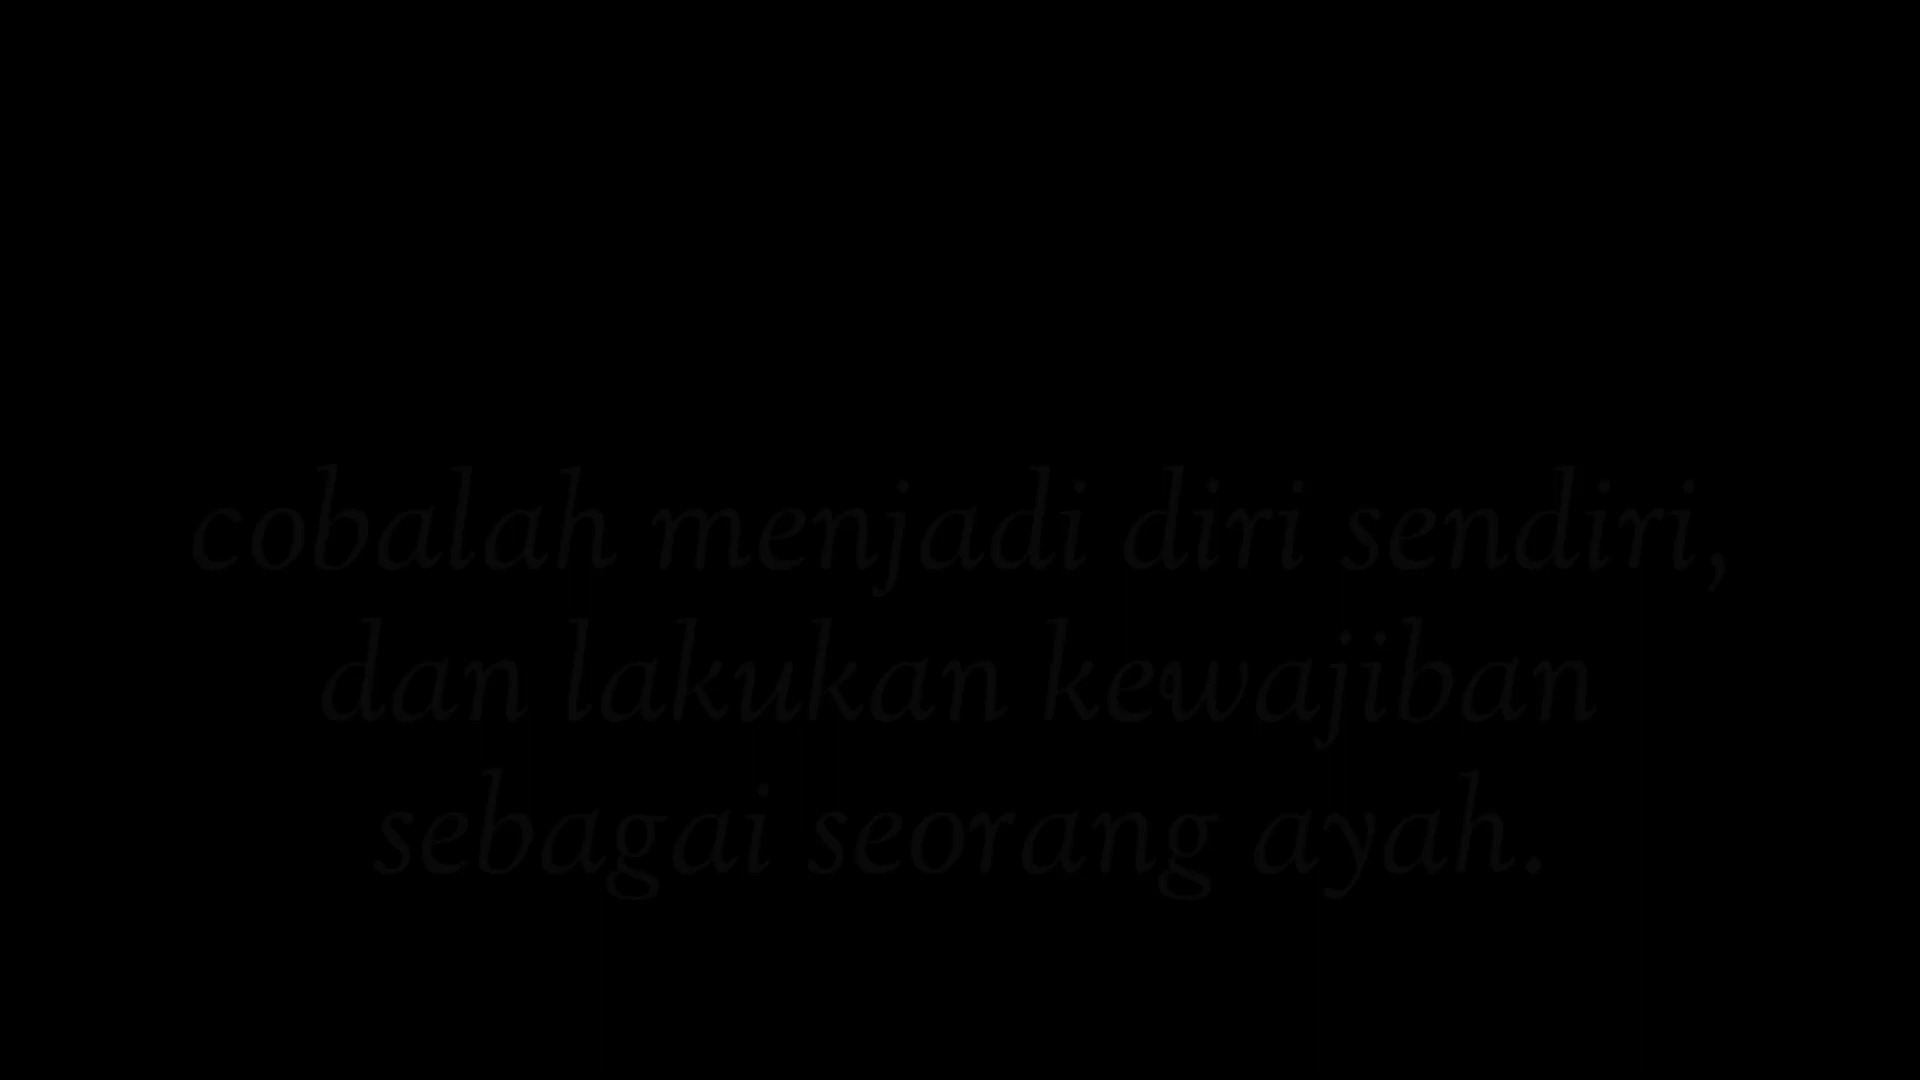 cobalah menjadi diri sendiri,
dan lakukan kewajiban
sebagai seorang ayah.